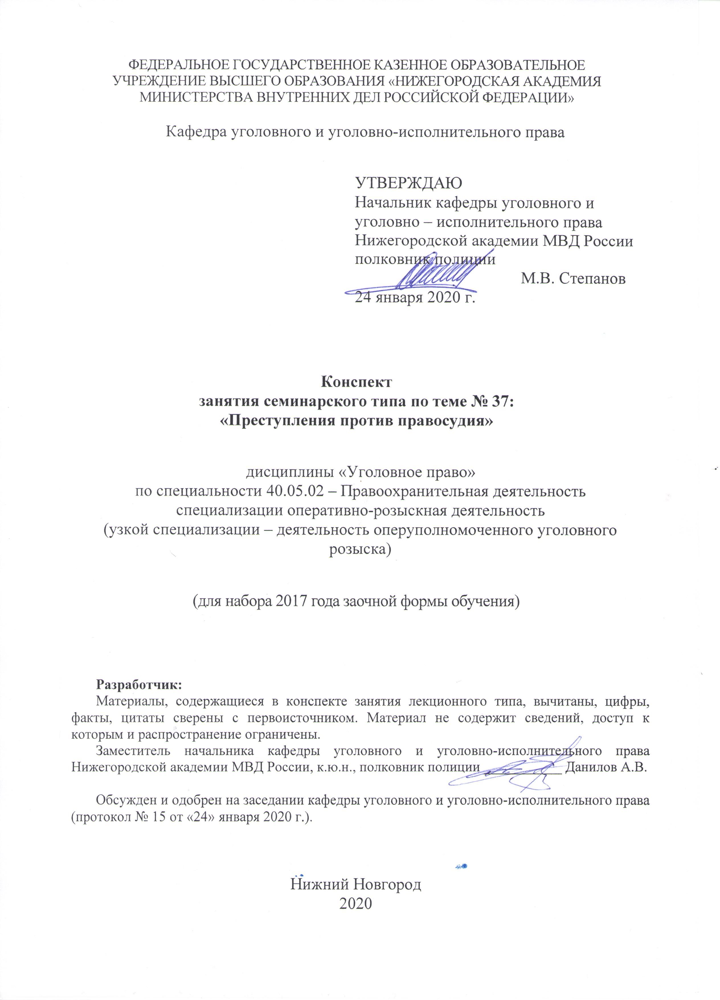 ФЕДЕРАЛЬНОЕ ГОСУДАРСТВЕННОЕ КАЗЕННОЕ ОБРАЗОВАТЕЛЬНОЕ
УЧРЕЖДЕНИЕ ВЫСШЕГО ОБРАЗОВАНИЯ «НИЖЕГОРОДСКАЯ АКАДЕМИЯ
МИНИСТЕРСТВА ВНУТРЕННИХ ДЕЛ РОССИЙСКОЙ ФЕДЕРАЦИИ»
Кафедра уголовного и уголовно-исполнительного права
УТВЕРЖДАЮ
Начальник кафедры уголовного и
уголовно – исполнительного права
Нижегородской академии МВД России
полковник полиции
М.В. Степанов
24 января 2020 г.
Конспект
занятия семинарского типа по теме № 37:
«Преступления против правосудия»
дисциплины «Уголовное право»
по специальности 40.05.02 – Правоохранительная деятельность
специализации оперативно-розыскная деятельность
(узкой специализации – деятельность оперуполномоченного уголовного
розыска)
(для набора 2017 года заочной формы обучения)
Разработчик:
Материалы, содержащиеся в конспекте занятия лекционного типа, вычитаны, цифры,
факты, цитаты сверены с первоисточником. Материал не содержит сведений, доступ к
которым и распространение ограничены.
Заместитель начальника кафедры уголовного и уголовно-исполнительного права
Нижегородской академии МВД России, к.ю.н., полковник полиции ___________ Данилов А.В.
Обсужден и одобрен на заседании кафедры уголовного и уголовно-исполнительного права
(протокол № 15 от «24» января 2020 г.).
Нижний Новгород
2020